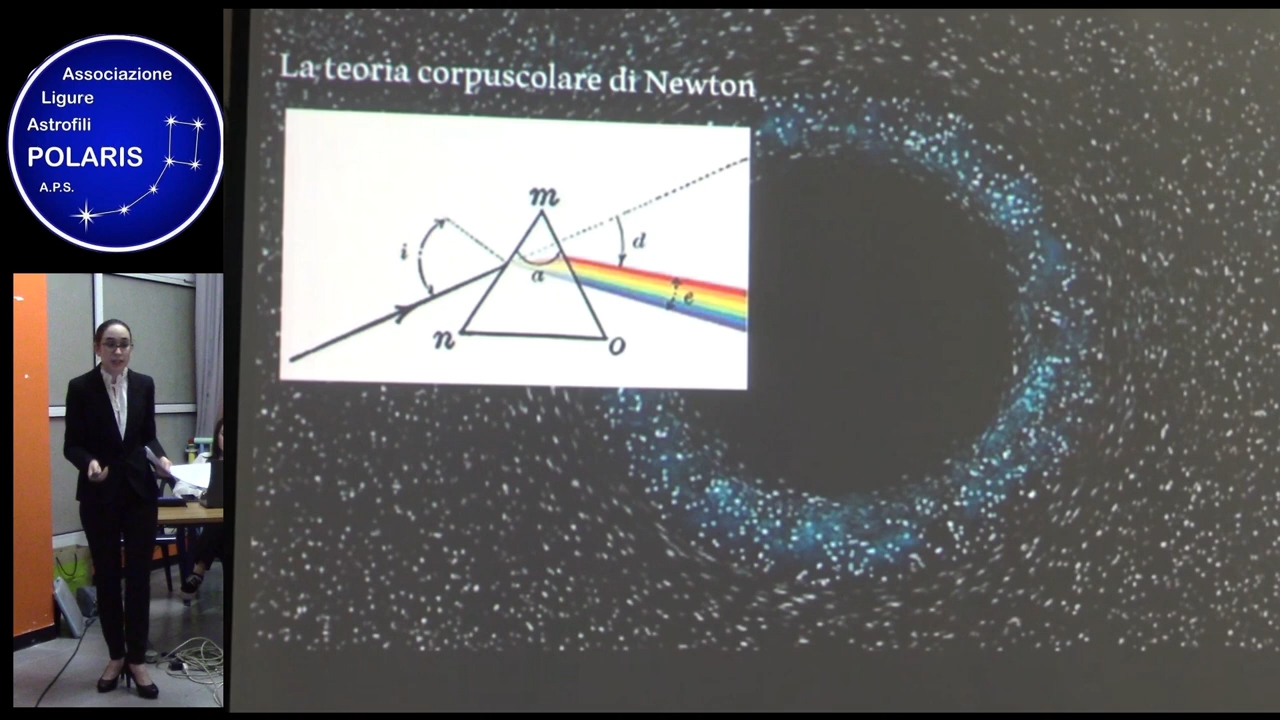 Associazione
Ligure
Astrofili
POLARIS
A.P.S.
La teoria corpuscolare di Newton
m
i
d
a
e
n
o